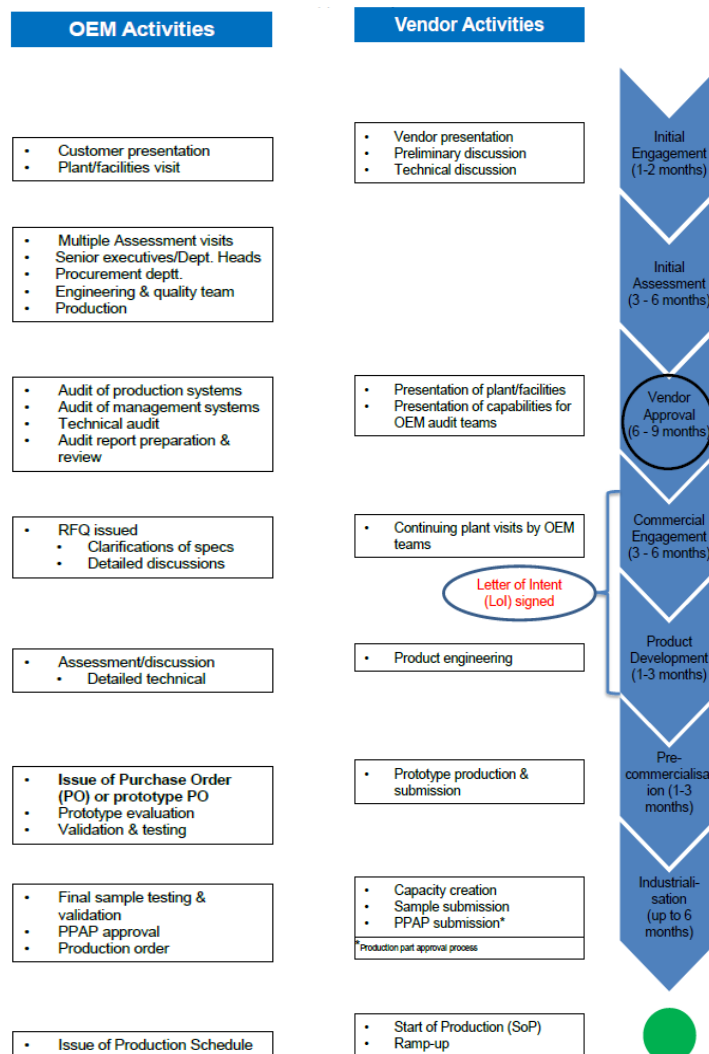 OEM Activities
Vendor Activities
• Customer presentation
• Plant/facilities visit
• Vendor presentation
• Preliminary discussion
• Technical discussion
Initial
Engagement
(1-2 months)
• Multiple Assessment visits
• Senior executives/Dept. Heads
• Procurement deptt.
• Engineering & quality team
• Production
Initial
Assessment
(3 - 6 months)
• Audit of production systems
• Audit of management systems
• Technical audit
• Audit report preparation &
review
• Presentation of plant/facilities
• Presentation of capabilities for
OEM audit teams
Vendor
Approval
(6 - 9 months)
• RFQ issued
• Clarifications of specs
• Detailed discussions
• Continuing plant visits by OEM
teams
Commercial
Engagement
(3 - 6 months)
Letter of Intent
(LoI) signed
• Assessment/discussion
• Detailed technical
• Product engineering
Product
Development
(1-3 months)
• Issue of Purchase Order
(PO) or prototype PO
• Prototype evaluation
• Validation & testing
• Prototype production &
submission
Pre-
commercialisa
ion (1-3
months)
• Final sample testing &
validation
• PPAP approval
• Production order
• Capacity creation
• Sample submission
• PPAP submission*
*Production part approval process
Industriali-
sation
(up to 6
months)
• Issue of Production Schedule
• Start of Production (SoP)
• Ramp-up